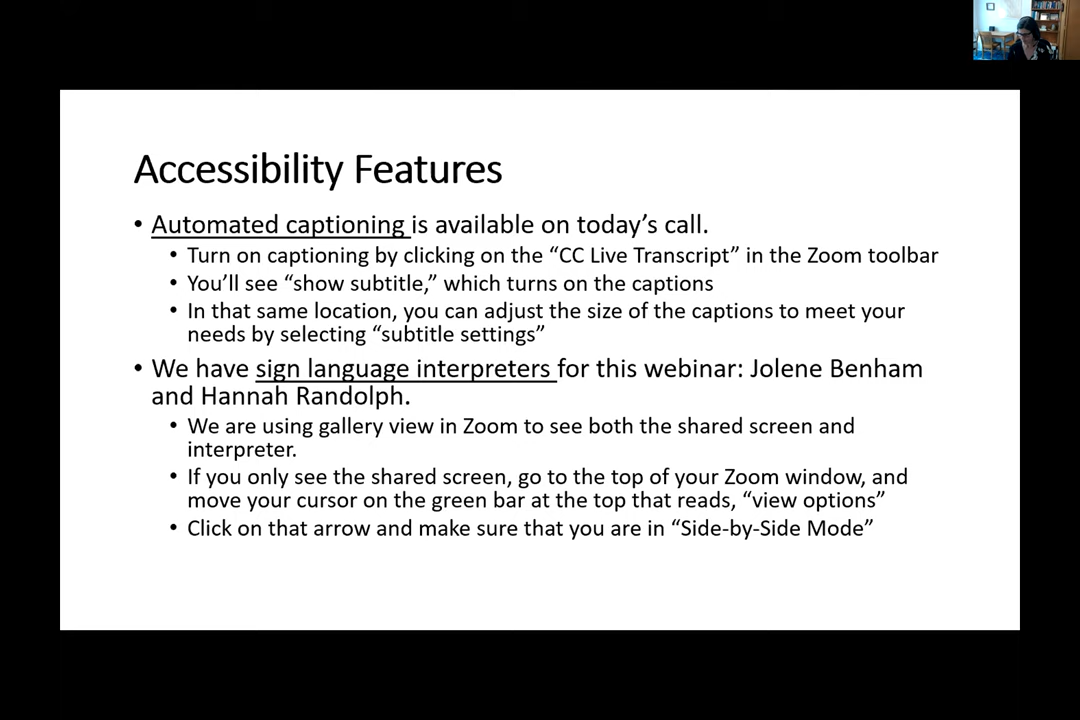 Accessibility Features
• Automated captioning is available on today’s call.
• Turn on captioning by clicking on the “CC Live Transcript” in the Zoom toolbar
• You’ll see “show subtitle,” which turns on the captions
• In that same location, you can adjust the size of the captions to meet your
needs by selecting “subtitle settings”
• We have sign language interpreters for this webinar: Jolene Benham
and Hannah Randolph.
• We are using gallery view in Zoom to see both the shared screen and
interpreter.
• If you only see the shared screen, go to the top of your Zoom window, and
move your cursor on the green bar at the top that reads, “view options”
• Click on that arrow and make sure that you are in “Side-by-Side Mode”